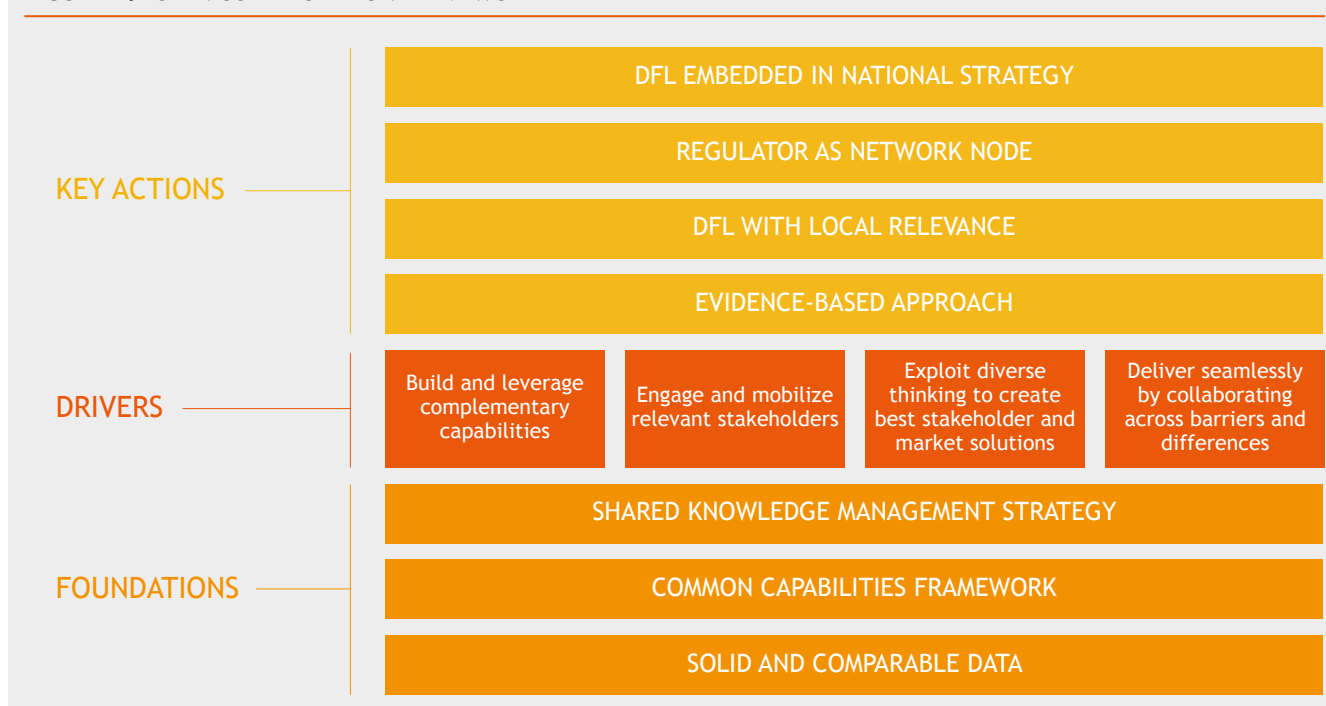 DFL EMBEDDED IN NATIONAL STRATEGY
REGULATOR AS NETWORK NODE
KEY ACTIONS
DFL WITH LOCAL RELEVANCE
EVIDENCE-BASED APPROACH
DRIVERS
Build and leverage
complementary
capabilities
Engage and mobilize
relevant stakeholders
Exploit diverse
thinking to create
best stakeholder and
market solutions
Deliver seamlessly
by collaborating
across barriers and
differences
SHARED KNOWLEDGE MANAGEMENT STRATEGY
FOUNDATIONS
COMMON CAPABILITIES FRAMEWORK
SOLID AND COMPARABLE DATA